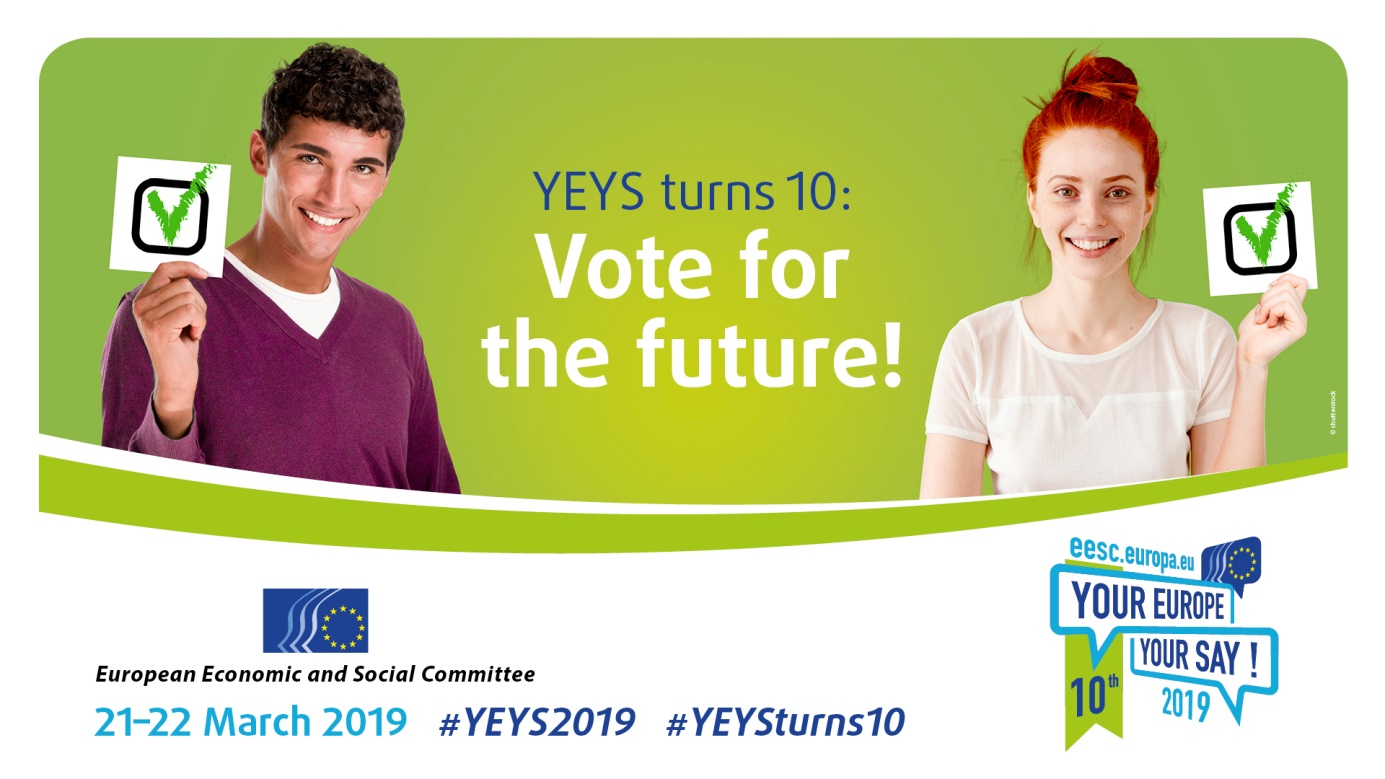 YEYS turns 10:
Vote for
the future!
© shutterstock
eesc.europa.eu
YOUR EUROPE
YOUR SAY !
10th
2019
European Economic and Social Committee
21–22 March 2019 #YEYS2019 #YEYSturns10